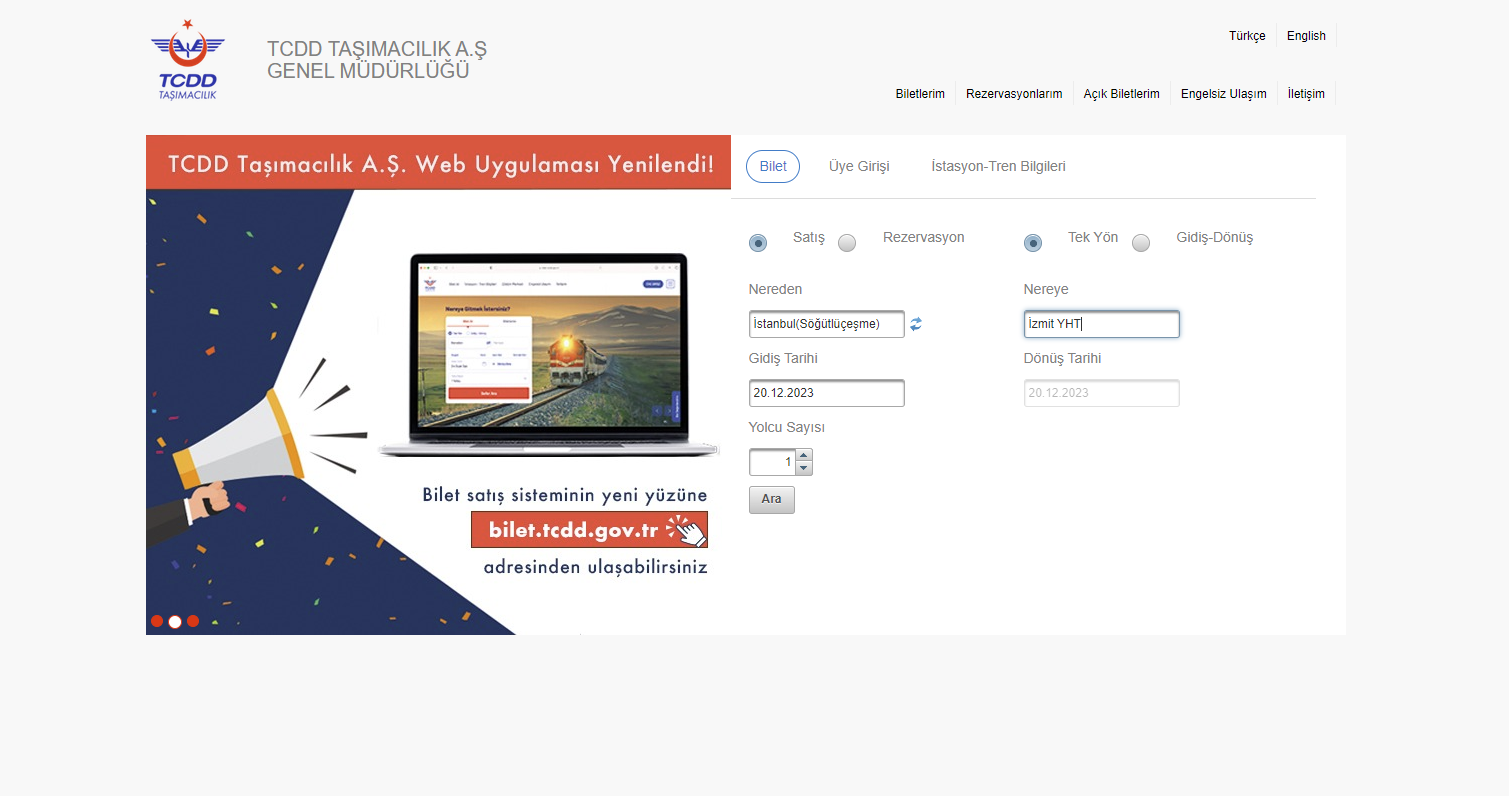 TCDD
TAŞIMACILIK
TCDD TAŞIMACILIK A.Ş
GENEL MÜDÜRLÜĞÜ
Türkçe English
Biletlerim Rezervasyonlarım Açık Biletlerim Engelsiz Ulaşım İletişim
TCDD Taşımacılık A.Ş. Web Uygulaması Yenilendi!
Nereye Gitmek İstersiniz?
Bilet satış sisteminin yeni yüzüne
bilet.tcdd.gov.tr
adresinden ulaşabilirsiniz
Bilet Üye Girişi İstasyon-Tren Bilgileri
Satış Rezervasyon Tek Yön Gidiş-Dönüş
Nereden Nereye
İstanbul(Söğütlüçeşme) İzmit YHT
Gidiş Tarihi Dönüş Tarihi
20.12.2023 20.12.2023
Yolcu Sayısı
1
Ara